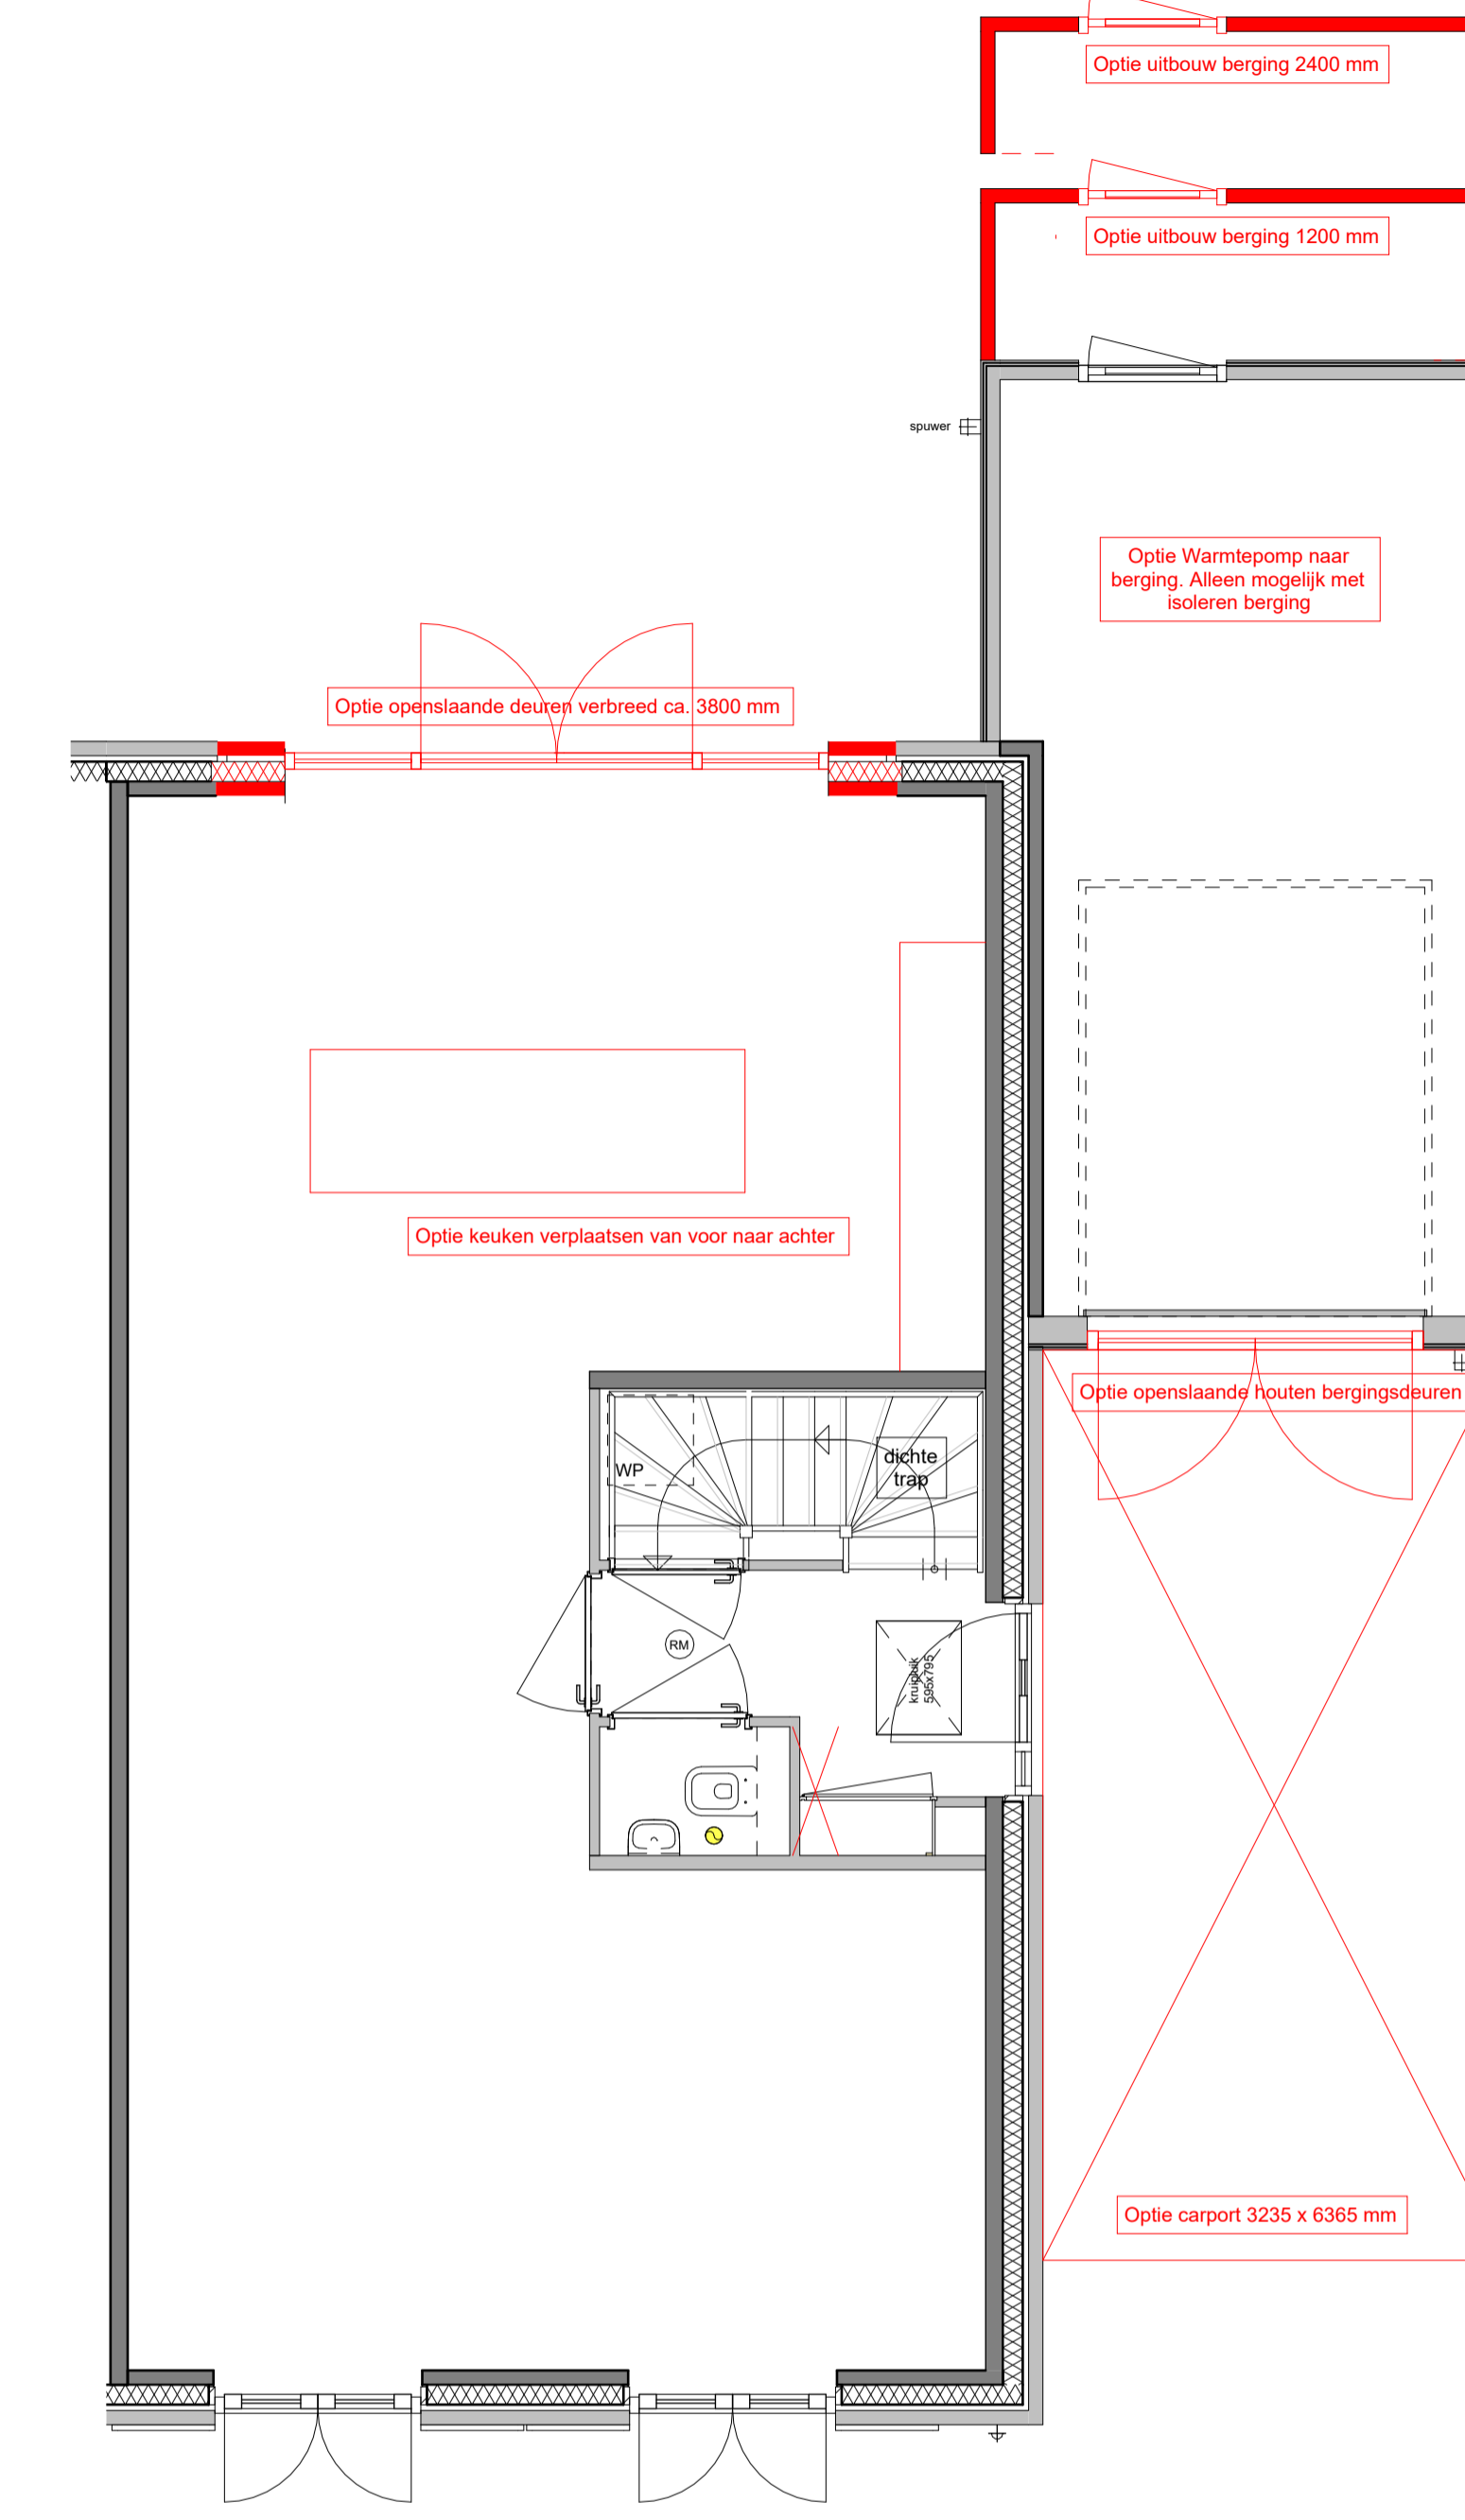 Optie uitbouw berging 2400 mm
Optie uitbouw berging 1200 mm
spuwer
Optie Warmtepomp naar
berging. Alleen mogelijk met
isoleren berging
Optie openslaande deuren verbreed ca. 3800 mm
Optie keuken verplaatsen van voor naar achter
Optie openslaande houten bergingsdeuren
dichte
trap
WP
RM
kruipluik
595x795
Optie carport 3235 x 6365 mm